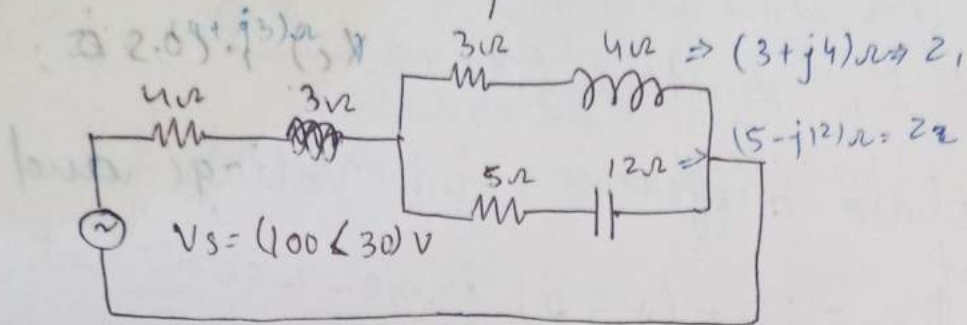 3Ω 4Ω ⇒ (3+j4)Ω ⇒ Z₁
4Ω 3Ω
5Ω 12Ω ⇒ (5-j12)Ω = Z2
Vs = (100∠30) V